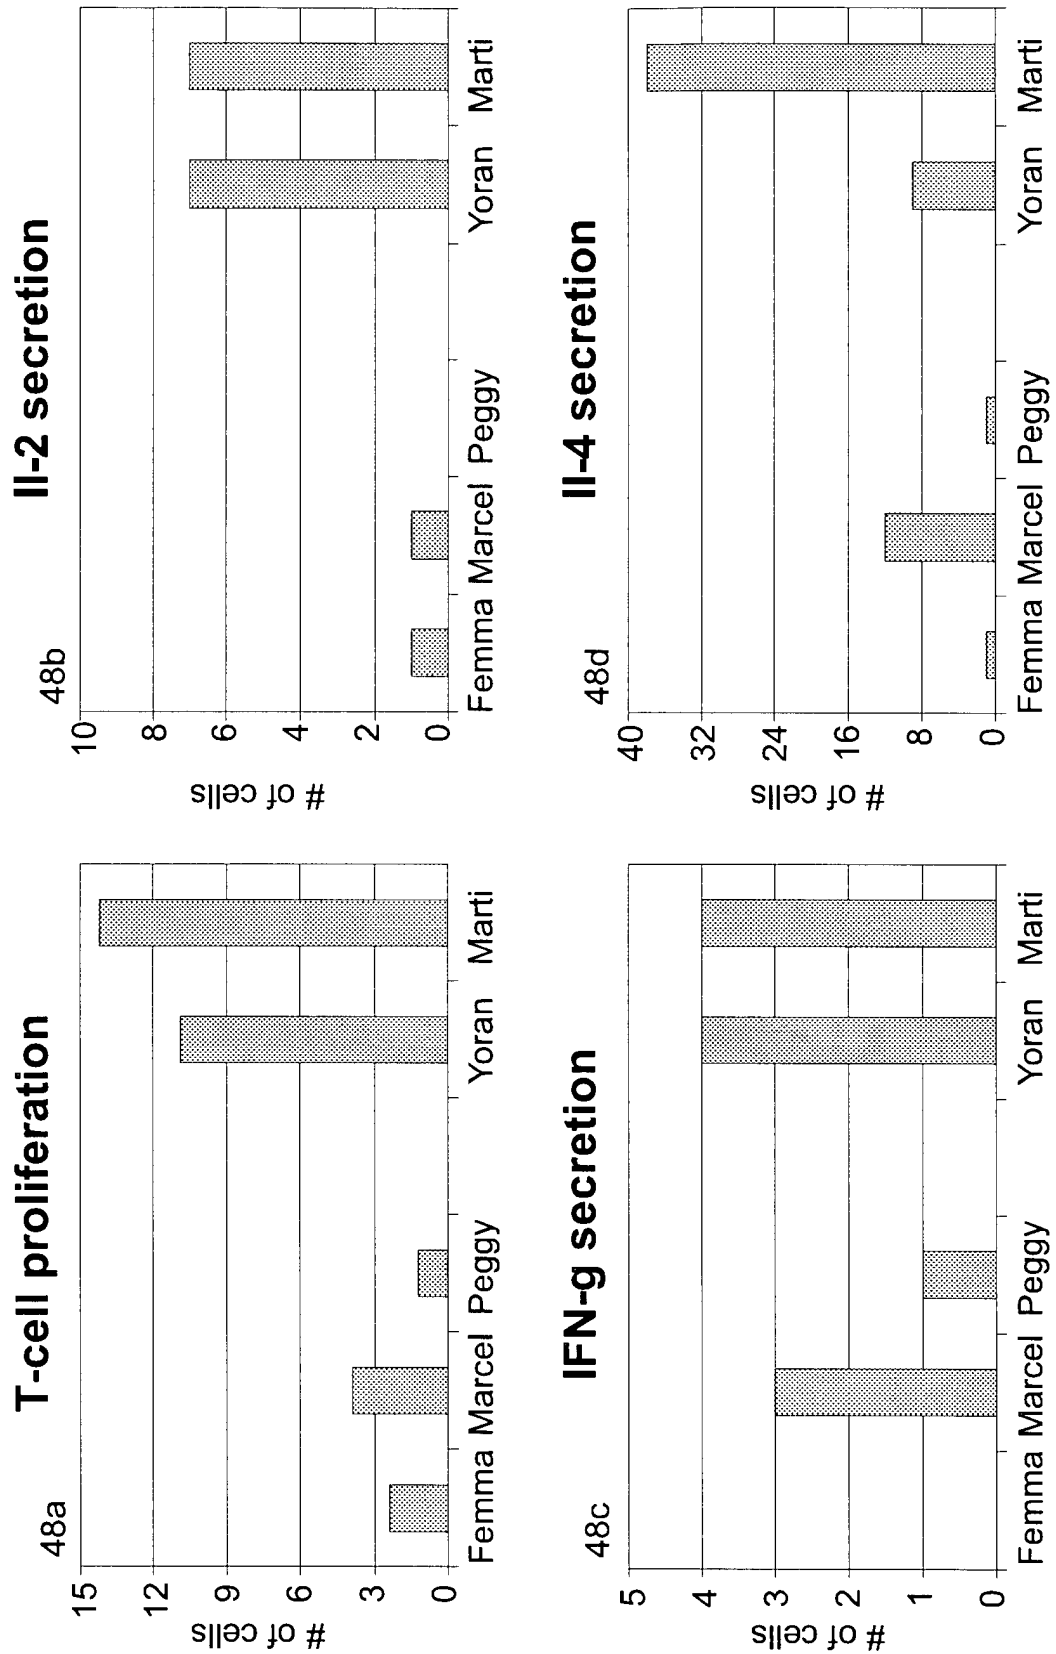 48a
T-cell proliferation
# of cells
15
12
9
6
3
0
Femma Marcel Peggy Yoran Marti
48b
Il-2 secretion
# of cells
10
8
6
4
2
0
Femma Marcel Peggy Yoran Marti
48c
IFN-g secretion
# of cells
5
4
3
2
1
0
Femma Marcel Peggy Yoran Marti
48d
Il-4 secretion
# of cells
40
32
24
16
8
0
Femma Marcel Peggy Yoran Marti